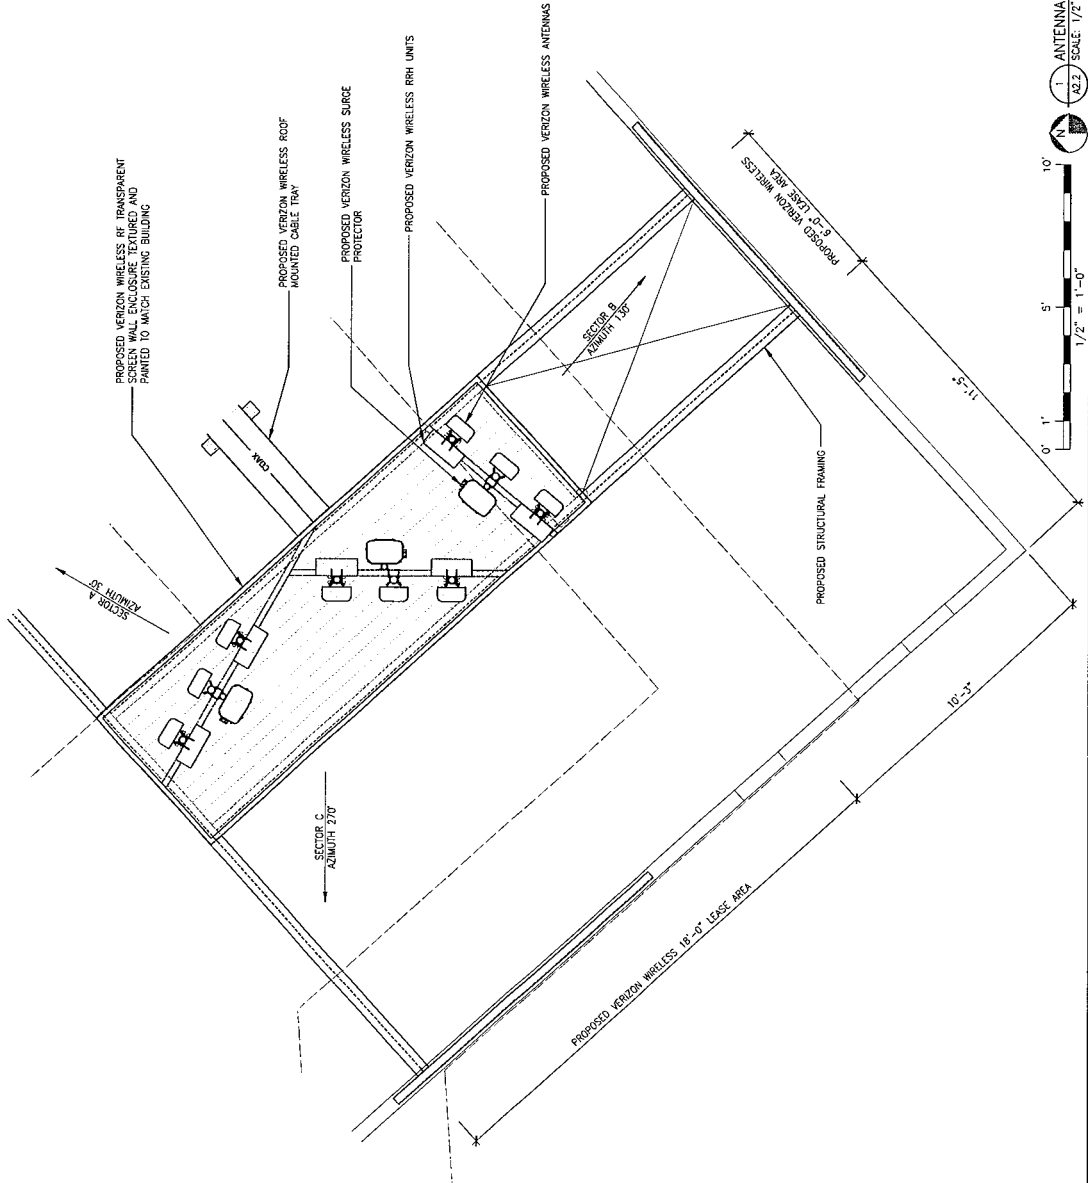 PROPOSED VERIZON WIRELESS RF TRANSPARENT
SCREEN WALL ENCLOSURE TEXTURED AND
PAINTED TO MATCH EXISTING BUILDING
PROPOSED VERIZON WIRELESS ROOF
MOUNTED CABLE TRAY
PROPOSED VERIZON WIRELESS SURGE
PROTECTOR
PROPOSED VERIZON WIRELESS RRH UNITS
PROPOSED VERIZON WIRELESS ANTENNAS
COAX
SECTOR A
AZIMUTH 30°
SECTOR B
AZIMUTH 130°
SECTOR C
AZIMUTH 270°
PROPOSED STRUCTURAL FRAMING
PROPOSED VERIZON WIRELESS
6'-0" LEASE AREA
11'-5"
10'-3"
PROPOSED VERIZON WIRELESS 18'-0" LEASE AREA
0' 1' 5' 10'
1/2" = 1'-0"
N
1
A2.2
ANTENNA
SCALE: 1/2"